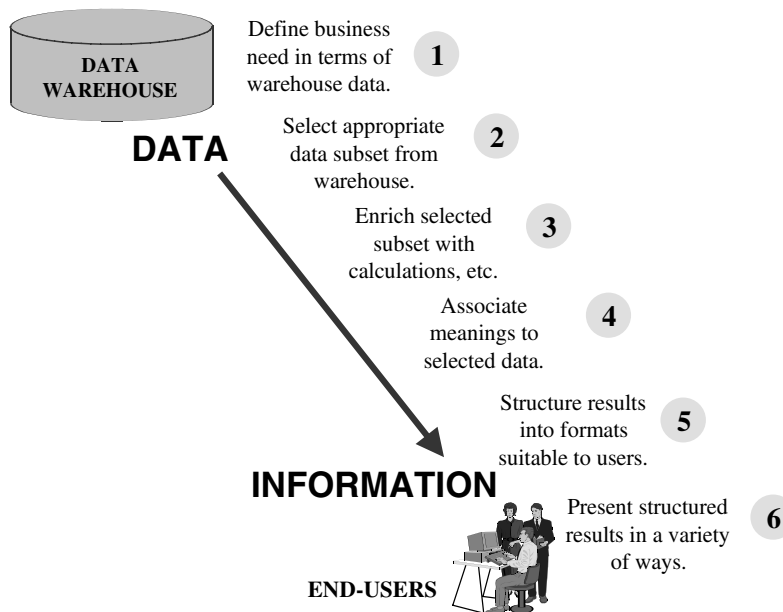 DATA
WAREHOUSE
Define business
need in terms of
warehouse data.
1
DATA
Select appropriate
data subset from
warehouse.
2
Enrich selected
subset with
calculations, etc.
3
Associate
meanings to
selected data.
4
Structure results
into formats
suitable to users.
5
INFORMATION
Present structured
results in a variety
of ways.
6
END-USERS